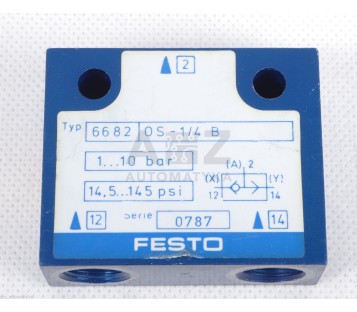 2
Typ 6682 OS-1/4 B
1...10 bar
14,5...145 psi
(A), 2
(X) (Y)
12 14
12 Serie 0787 14
FESTO
AUTOMATYKA